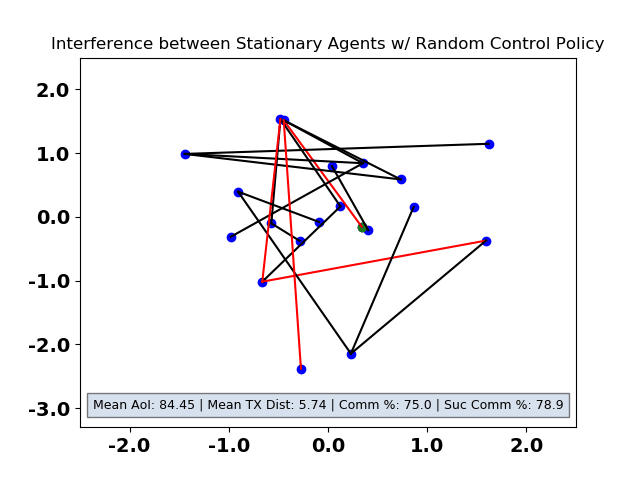 Interference between Stationary Agents w/ Random Control Policy
2.0
1.0
0.0
-1.0
-2.0
-3.0
Mean AoI: 84.45 | Mean TX Dist: 5.74 | Comm %: 75.0 | Suc Comm %: 78.9
-2.0 -1.0 0.0 1.0 2.0